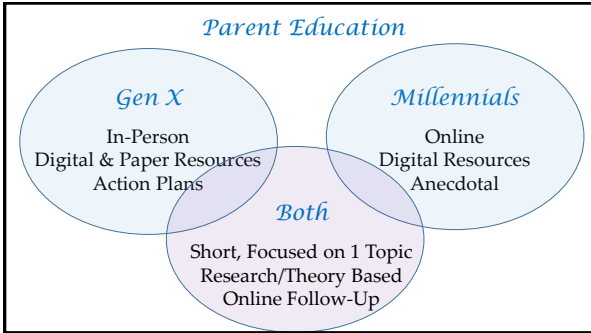 Parent Education
Gen X
In-Person
Digital & Paper Resources
Action Plans
Millennials
Online
Digital Resources
Anecdotal
Both
Short, Focused on 1 Topic
Research/Theory Based
Online Follow-Up